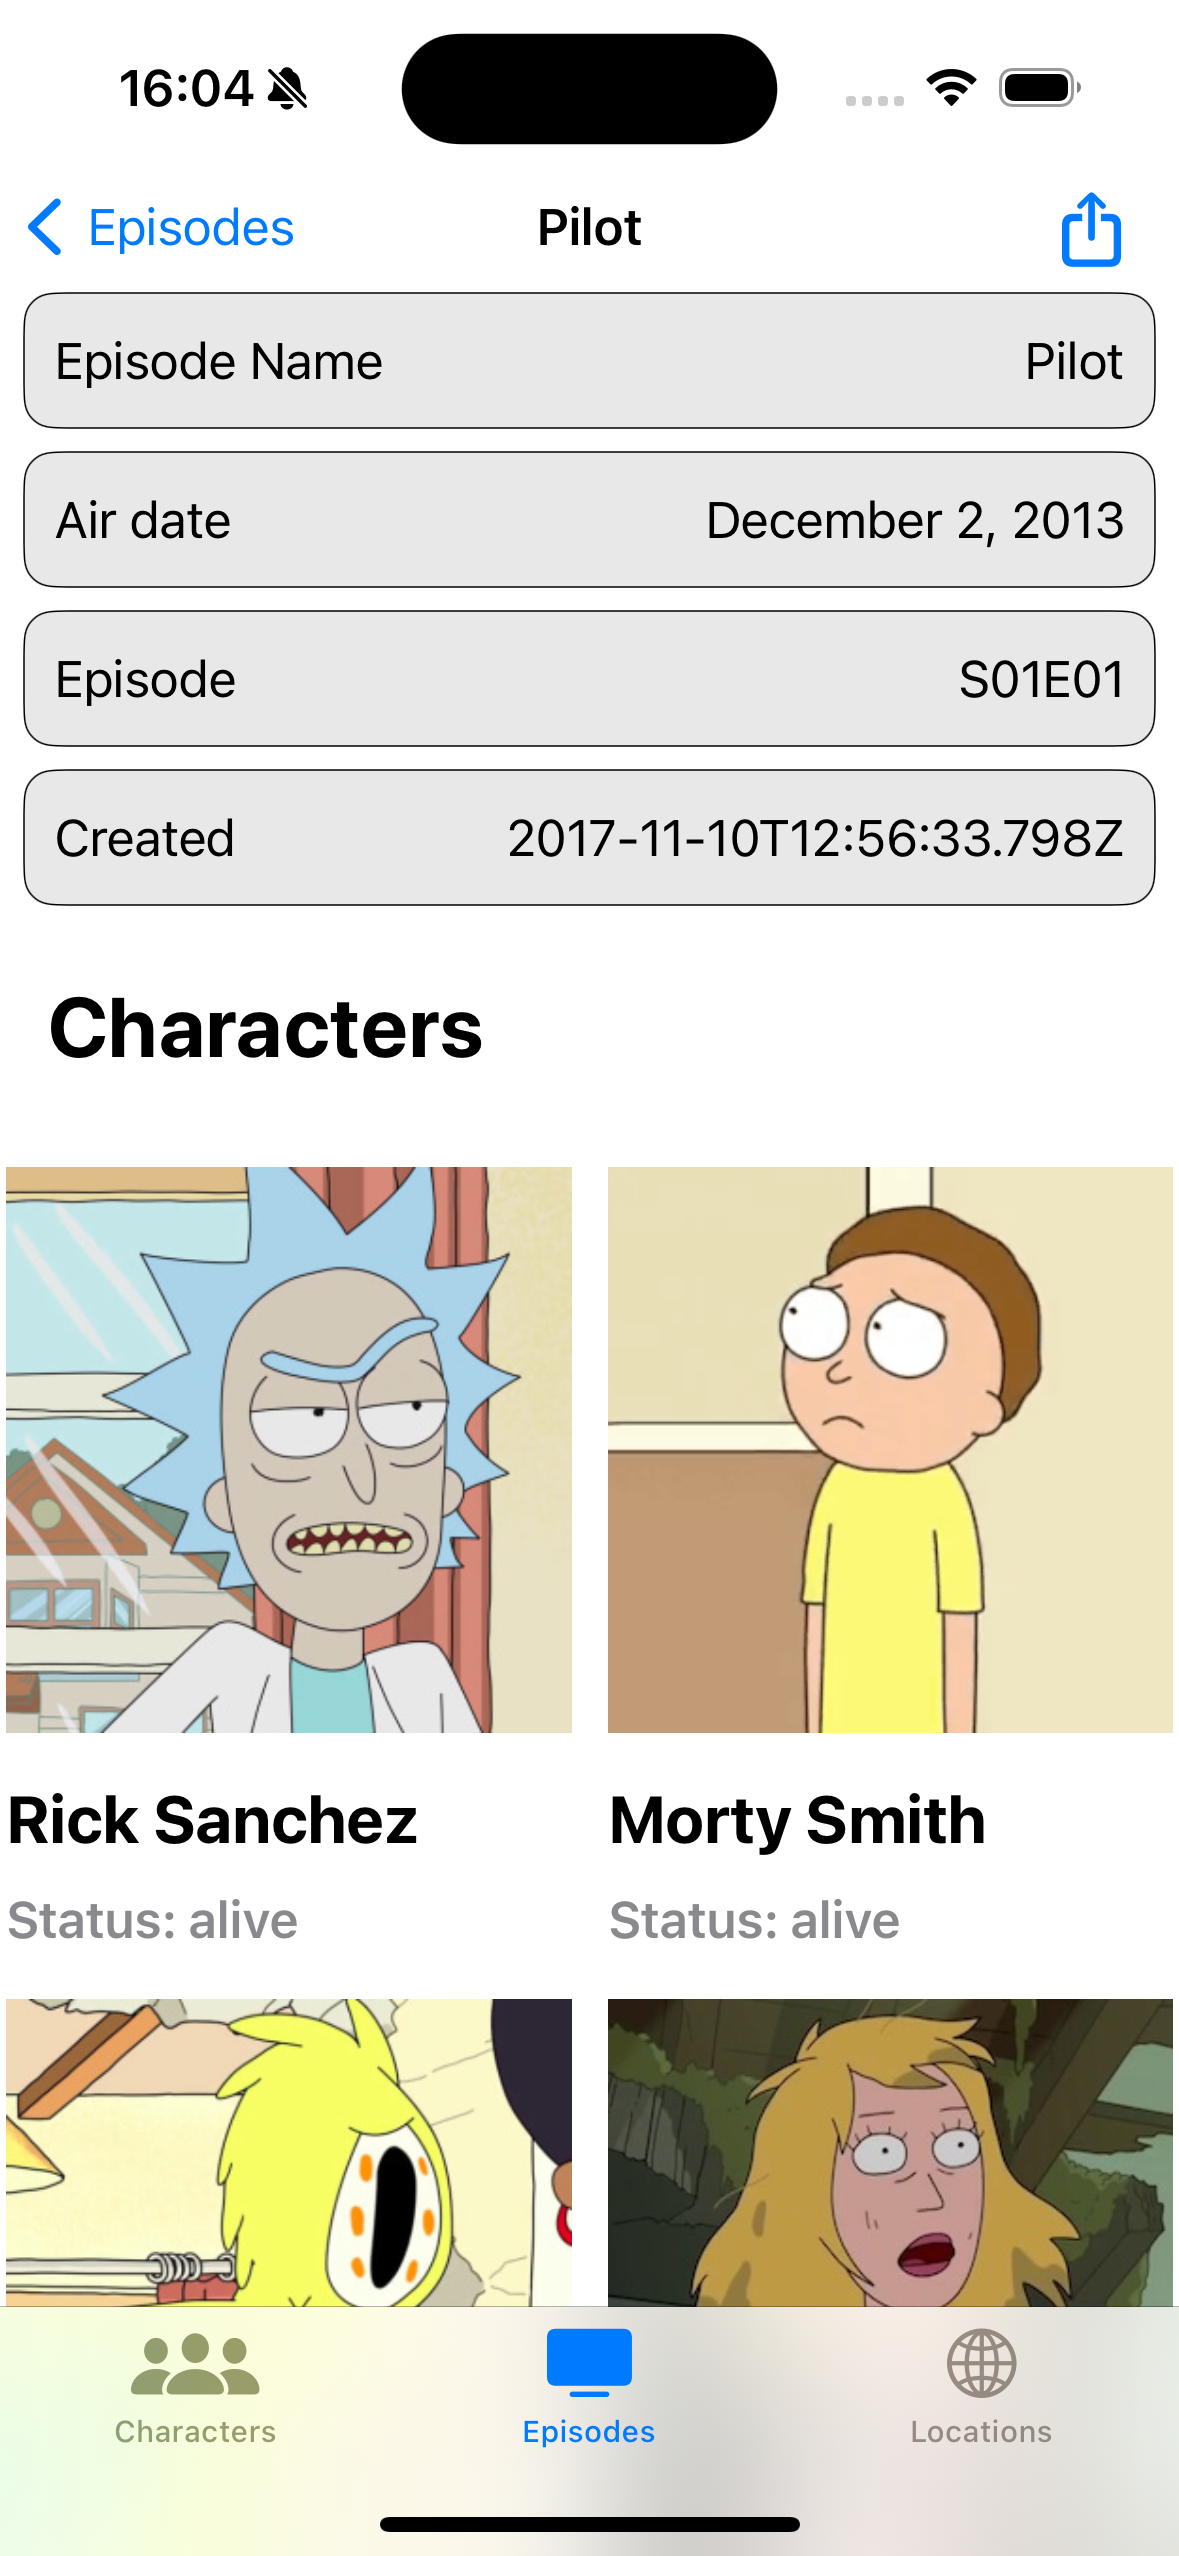 16:04
Episodes
Pilot
Episode Name Pilot
Air date December 2, 2013
Episode S01E01
Created 2017-11-10T12:56:33.798Z
Characters
Rick Sanchez
Status: alive
Morty Smith
Status: alive
Characters
Episodes
Locations